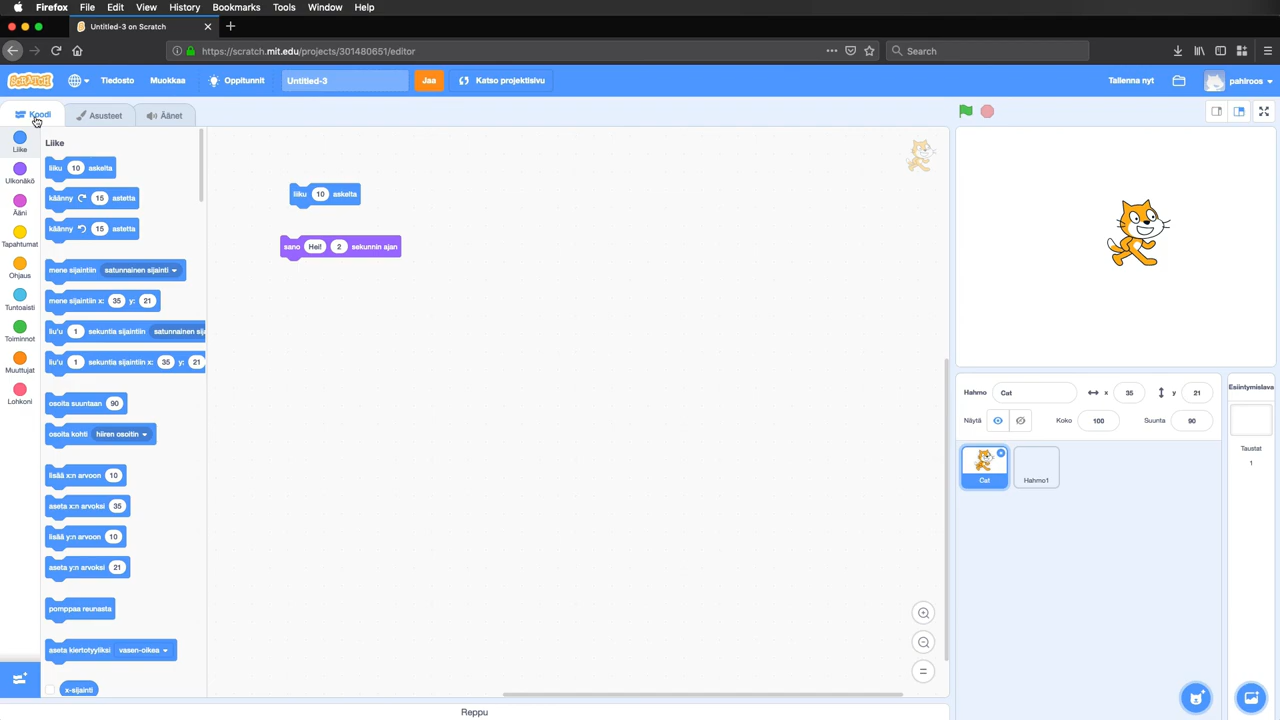 Firefox File Edit View History Bookmarks Tools Window Help
Untitled-3 on Scratch
https://scratch.mit.edu/projects/301480651/editor
Search
SCRATCH Tiedosto Muokkaa Oppitunnit Untitled-3 Jaa Katso projektisivu Tallenna nyt pahlroos
Koodi Asusteet Äänet
Liike
Ulkonäkö
Ääni
Tapahtumat
Ohjaus
Tuntoaisti
Toiminnot
Muuttujat
Lohkoni
Liike
liiku 10 askelta
käänny 15 astetta
käänny 15 astetta
mene sijaintiin satunnainen sijainti
mene sijaintiin x: 35 y: 21
liu'u 1 sekuntia sijaintiin satunnainen sija
liu'u 1 sekuntia sijaintiin x: 35 y: 21
osoita suuntaan 90
osoita kohti hiiren osoitin
lisää x:n arvoon 10
aseta x:n arvoksi 35
lisää y:n arvoon 10
aseta y:n arvoksi 21
pomppaa reunasta
aseta kiertotyyliksi vasen-oikea
x-sijainti
liiku 10 askelta
sano Hei! 2 sekunnin ajan
Hahmo Cat x 35 y 21
Näytä Koko 100 Suunta 90
Cat
Hahmo1
Esiintymislava
Taustat
1
Reppu